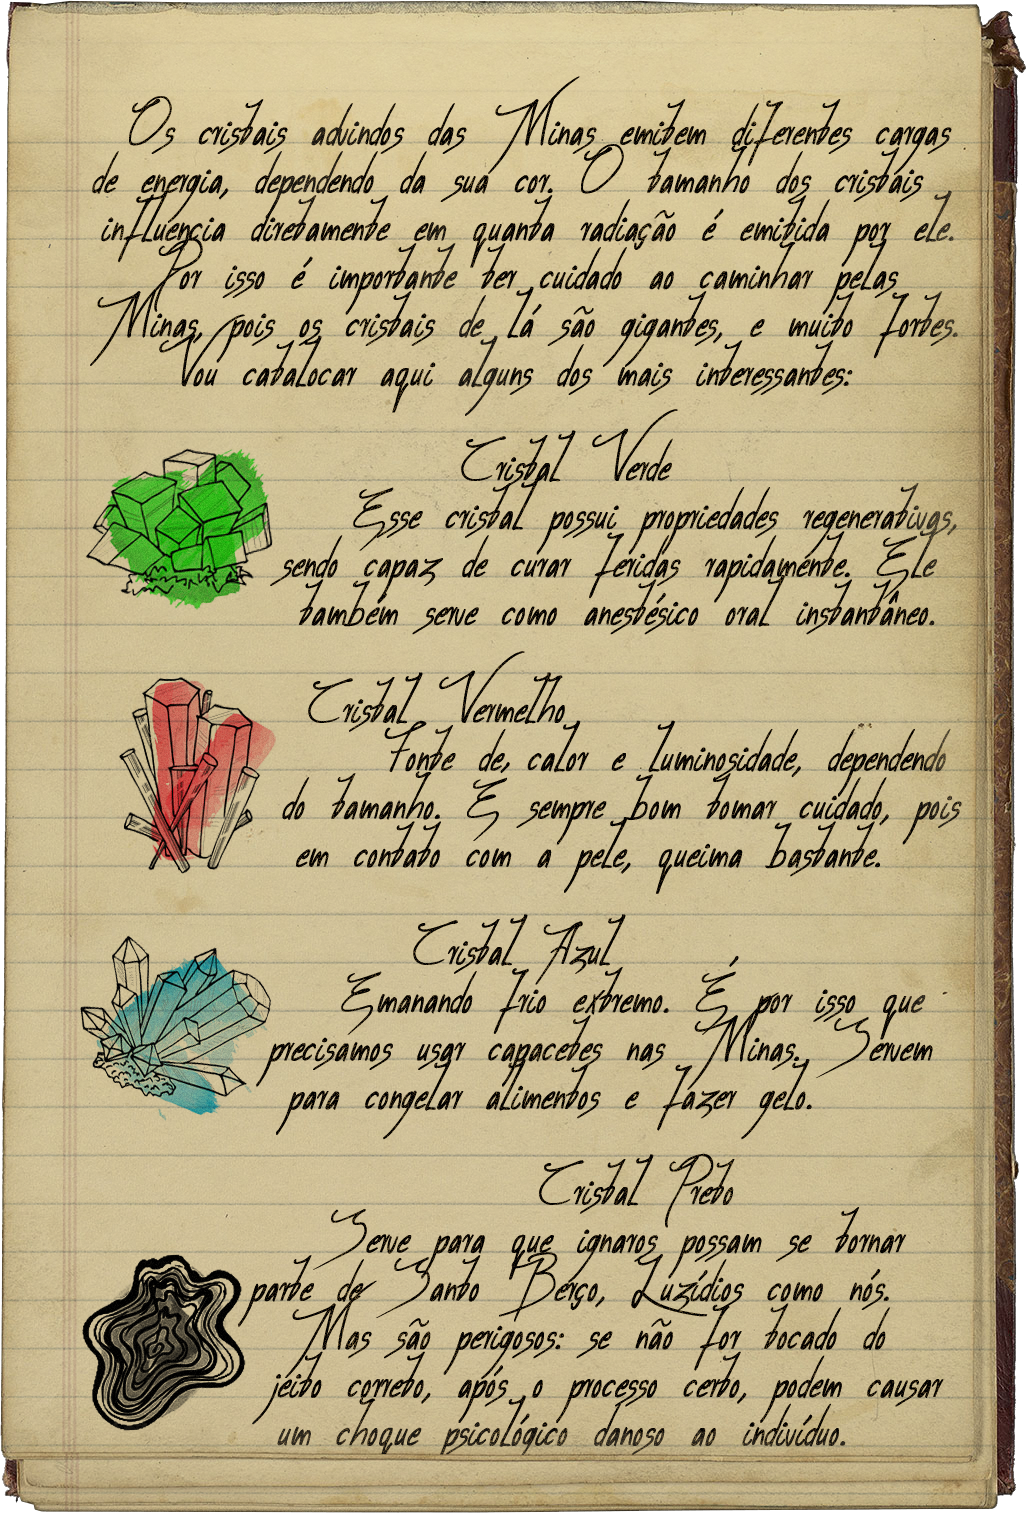 Os cristais advindos das Minas emitem diferentes cargas
de energia, dependendo da sua cor. O tamanho dos cristais
influencia diretamente em quanta radiação é emitida por ele.
Por isso é importante ter cuidado ao caminhar pelas
Minas, pois os cristais de lá são gigantes, e muito fortes.
Vou catalocar aqui alguns dos mais interessantes:
Cristal Verde
Esse cristal possui propriedades regenerativas,
sendo capaz de curar feridas rapidamente. Ele
também serve como anestésico oral instantâneo.
Cristal Vermelho
Fonte de calor e luminosidade, dependendo
do tamanho. E sempre bom tomar cuidado, pois
em contato com a pele, queima bastante.
Cristal Azul
Emanando frio extremo. É por isso que
precisamos usar capacetes nas Minas. Servem
para congelar alimentos e fazer gelo.
Cristal Preto
Serve para que ignaros possam se tornar
parte de Santo Berço, Luzídios como nós.
Mas são perigosos: se não for tocado do
jeito correto, após o processo certo, podem causar
um choque psicológico danoso ao indivíduo.